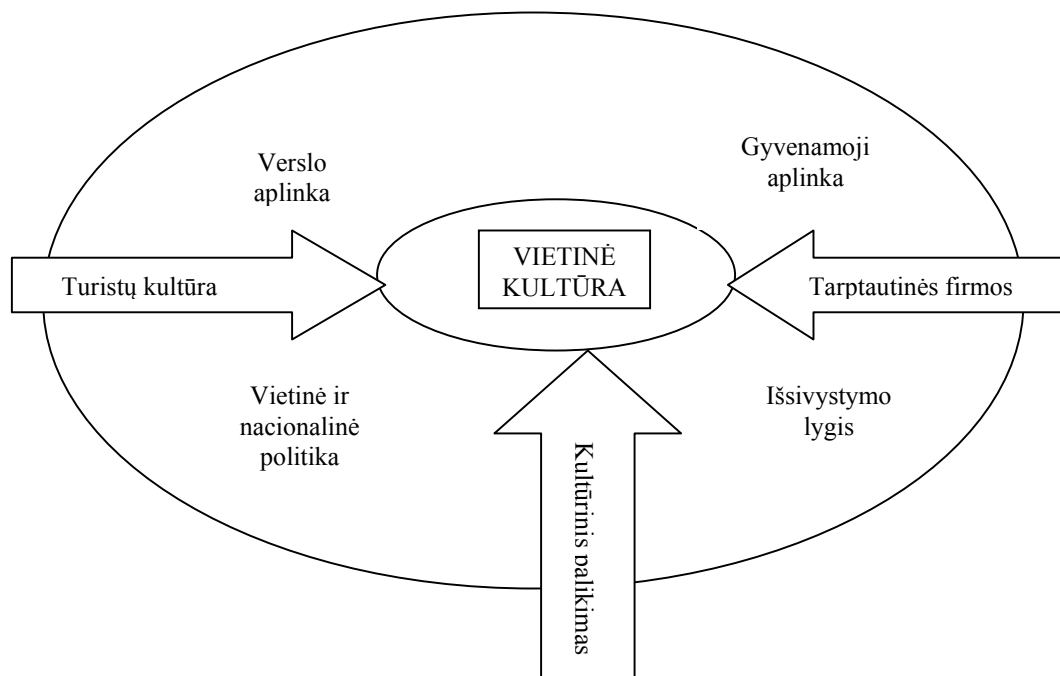 Verslo
aplinka
Gyvenamoji
aplinka
VIETINĖ
KULTŪRA
Turistų kultūra
Tarptautinės firmos
Vietinė ir
nacionalinė
politika
Išsivystymo
lygis
Kultūrinis palikimas